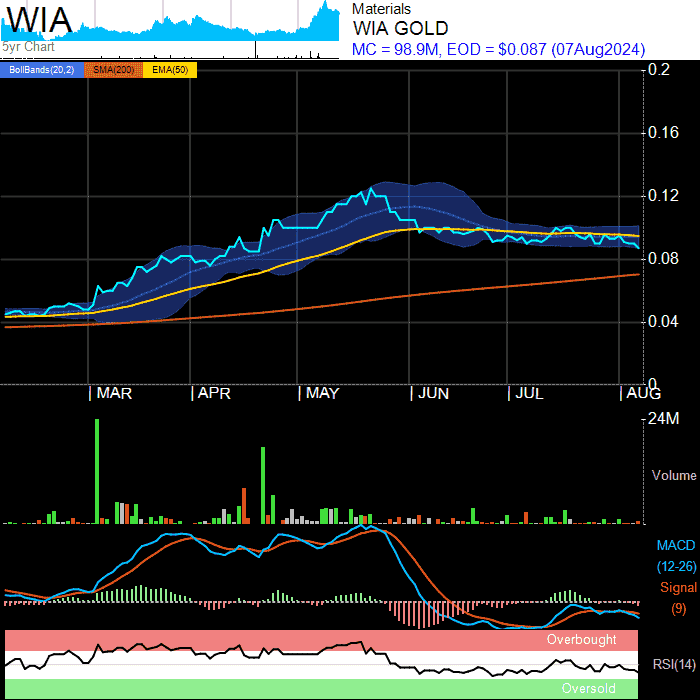 WIA
5yr Chart
Materials
WIA GOLD
MC = 98.9M, EOD = $0.087 (07Aug2024)
BollBands(20,2) SMA(200) EMA(50)
0.2
0.16
0.12
0.08
0.04
0
MAR APR MAY JUN JUL AUG
24M
Volume
MACD
(12-26)
Signal
(9)
Overbought
RSI(14)
Oversold